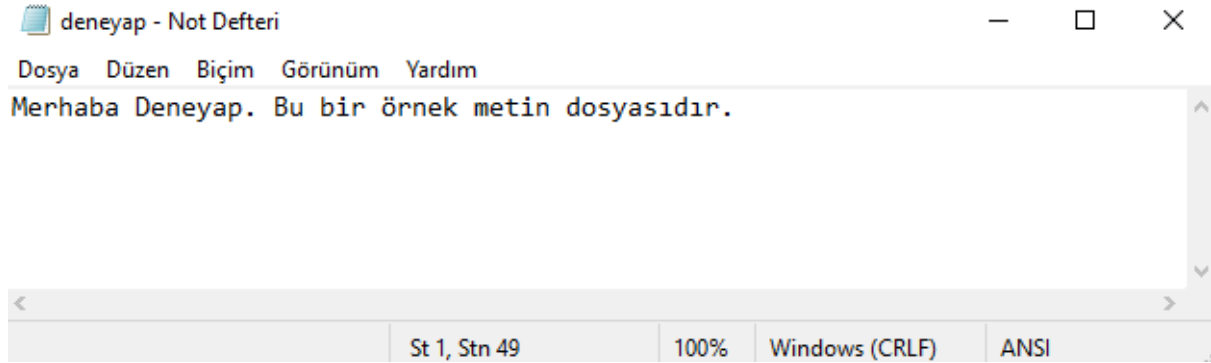 deneyap - Not Defteri
Dosya Düzen Biçim Görünüm Yardım
Merhaba Deneyap. Bu bir örnek metin dosyasıdır.
St 1, Stn 49 100% Windows (CRLF) ANSI